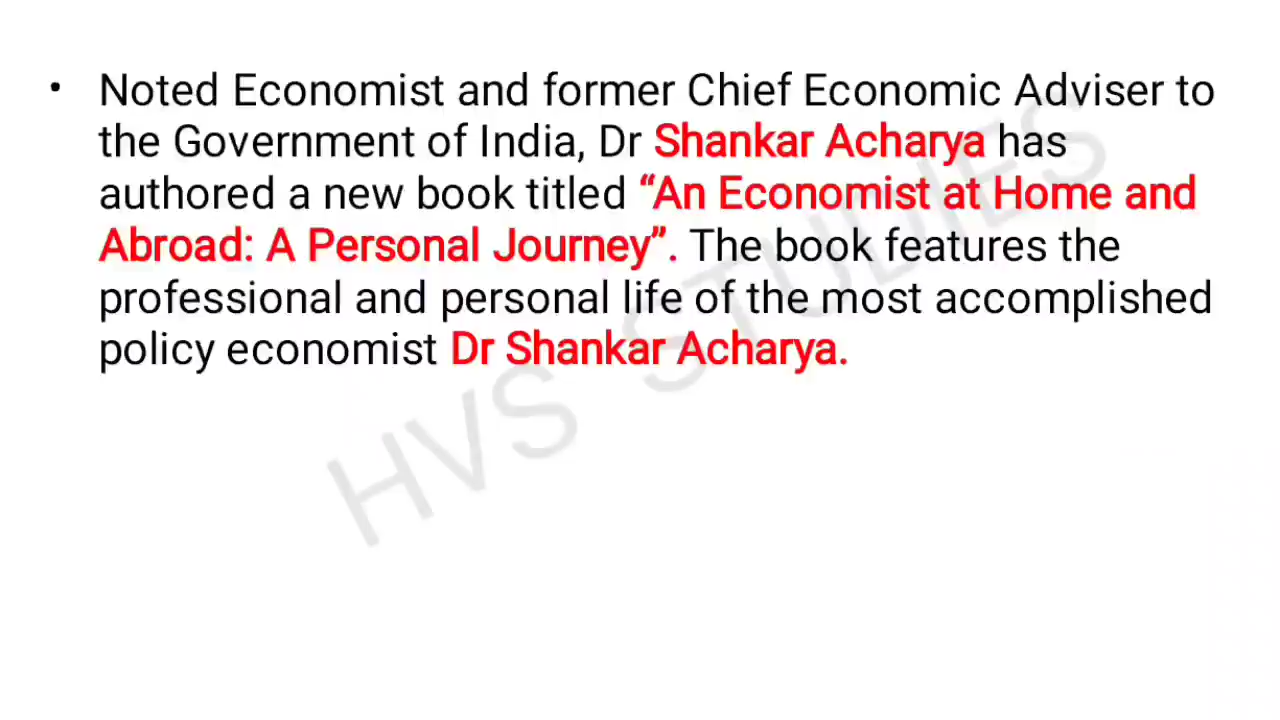 • Noted Economist and former Chief Economic Adviser to
the Government of India, Dr Shankar Acharya has
authored a new book titled “An Economist at Home and
Abroad: A Personal Journey”. The book features the
professional and personal life of the most accomplished
policy economist Dr Shankar Acharya.
HVS STUDIES